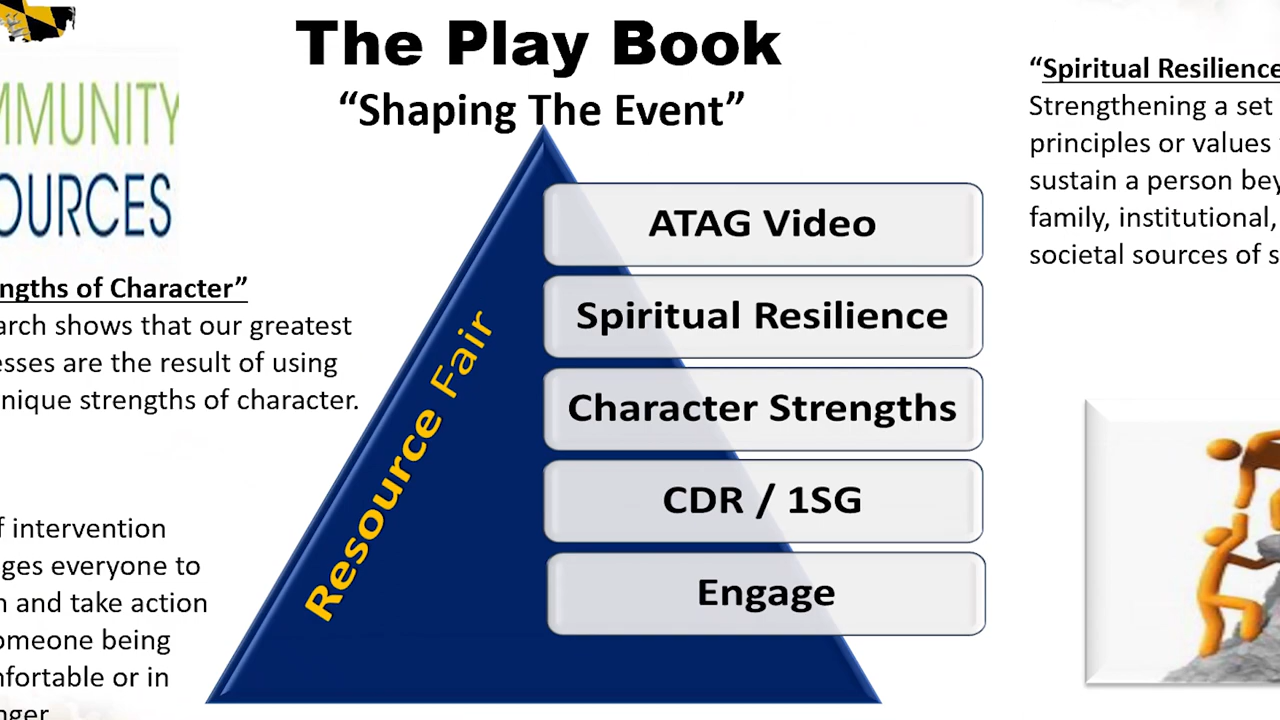 The Play Book
“Shaping The Event”
MMUNITY
OURCES
ngths of Character”
arch shows that our greatest
esses are the result of using
nique strengths of character.
f intervention
ges everyone to
n and take action
omeone being
nfortable or in
nger
Resource Fair
ATAG Video
Spiritual Resilience
Character Strengths
CDR / 1SG
Engage
“Spiritual Resilience
Strengthening a set
principles or values
sustain a person bey
family, institutional,
societal sources of s